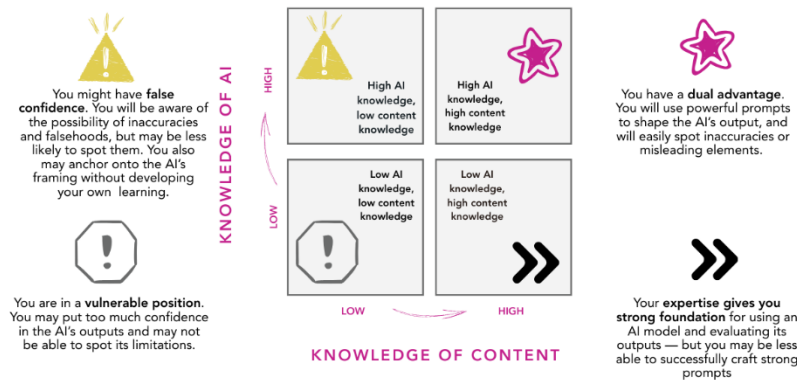 You might have false
confidence. You will be aware of
the possibility of inaccuracies
and falsehoods, but may be less
likely to spot them. You also
may anchor onto the AI's
framing without developing
your own learning.
You are in a vulnerable position.
You may put too much confidence
in the AI's outputs and may not
be able to spot its limitations.
KNOWLEDGE OF AI
HIGH
LOW
High AI
knowledge,
low content
knowledge
High AI
knowledge,
high content
knowledge
Low AI
knowledge,
low content
knowledge
Low AI
knowledge,
high content
knowledge
LOW
HIGH
KNOWLEDGE OF CONTENT
You have a dual advantage.
You will use powerful prompts
to shape the AI's output, and
will easily spot inaccuracies or
misleading elements.
Your expertise gives you
strong foundation for using an
AI model and evaluating its
outputs — but you may be less
able to successfully craft strong
prompts